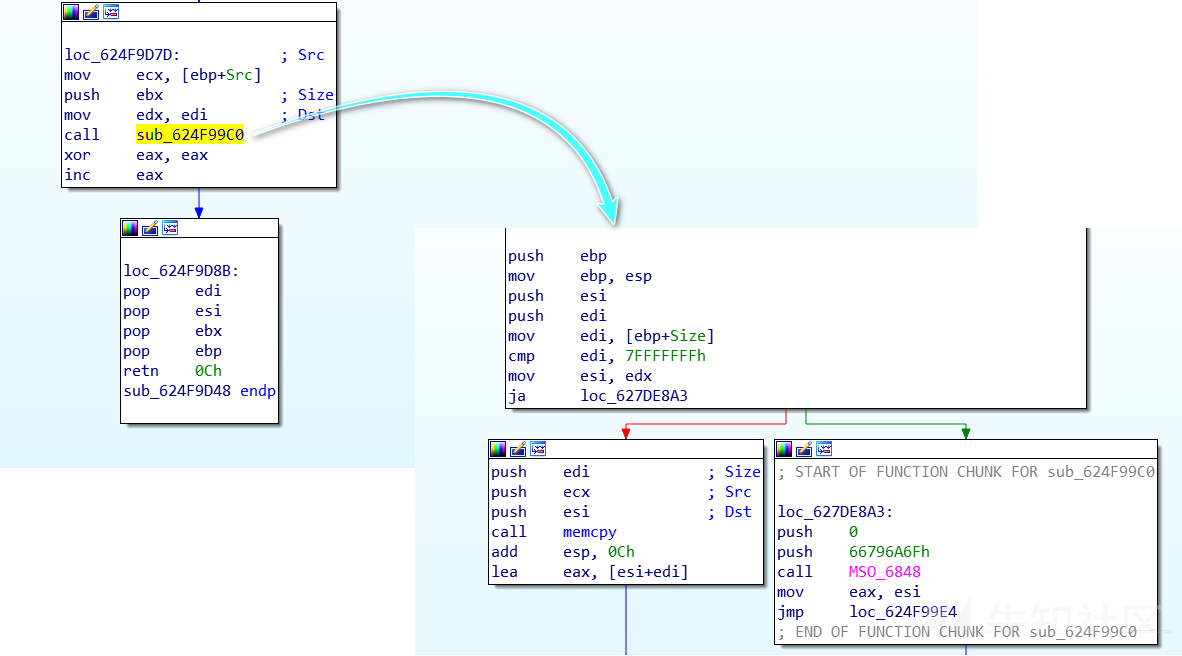 loc_624F9D7D: ; Src
mov ecx, [ebp+Src]
push ebx ; Size
mov edx, edi ; Dst
call sub_624F99C0
xor eax, eax
inc eax
loc_624F9D8B:
pop edi
pop esi
pop ebx
pop ebp
retn 0Ch
sub_624F9D48 endp
push ebp
mov ebp, esp
push esi
push edi
mov edi, [ebp+Size]
cmp edi, 7FFFFFFFh
mov esi, edx
ja loc_627DE8A3
push edi ; Size
push ecx ; Src
push esi ; Dst
call memcpy
add esp, 0Ch
lea eax, [esi+edi]
; START OF FUNCTION CHUNK FOR sub_624F99C0
loc_627DE8A3:
push 0
push 66796A6Fh
call MSO_6848
mov eax, esi
jmp loc_624F99E4
; END OF FUNCTION CHUNK FOR sub_624F99C0
先知社区